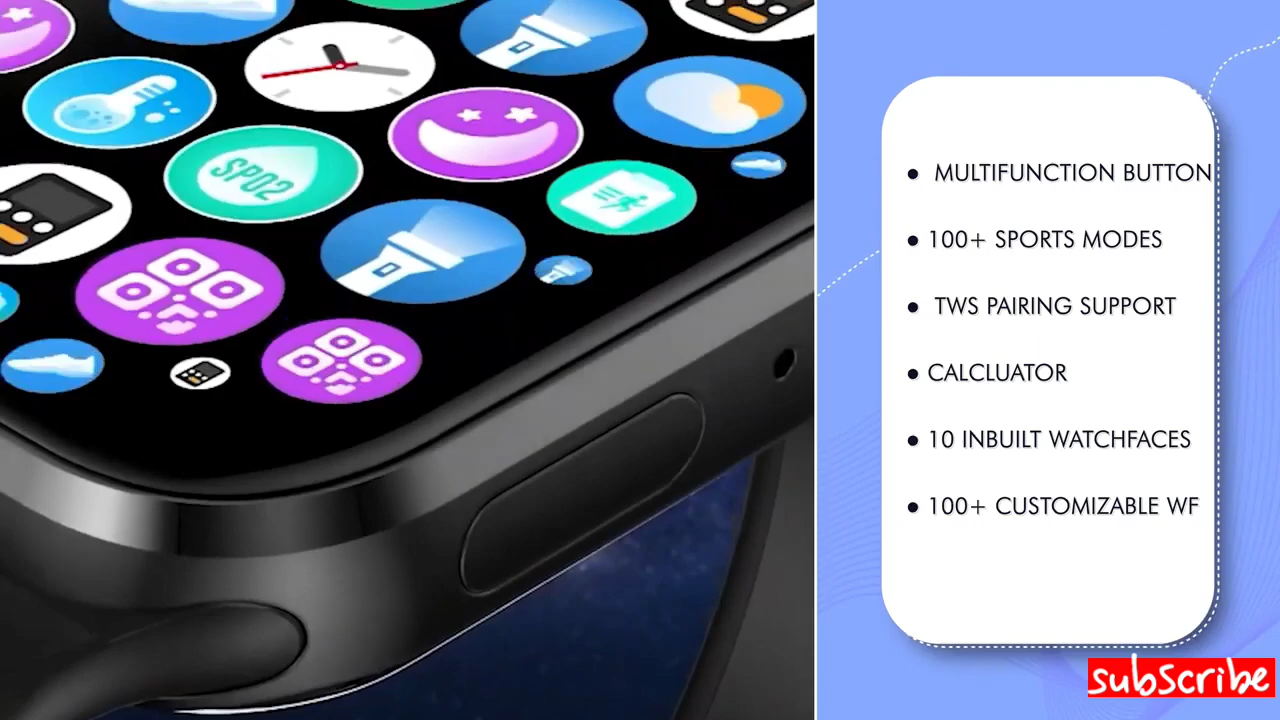 SPO2
• MULTIFUNCTION BUTTON
• 100+ SPORTS MODES
• TWS PAIRING SUPPORT
• CALCLUATOR
• 10 INBUILT WATCHFACES
• 100+ CUSTOMIZABLE WF
subscribe